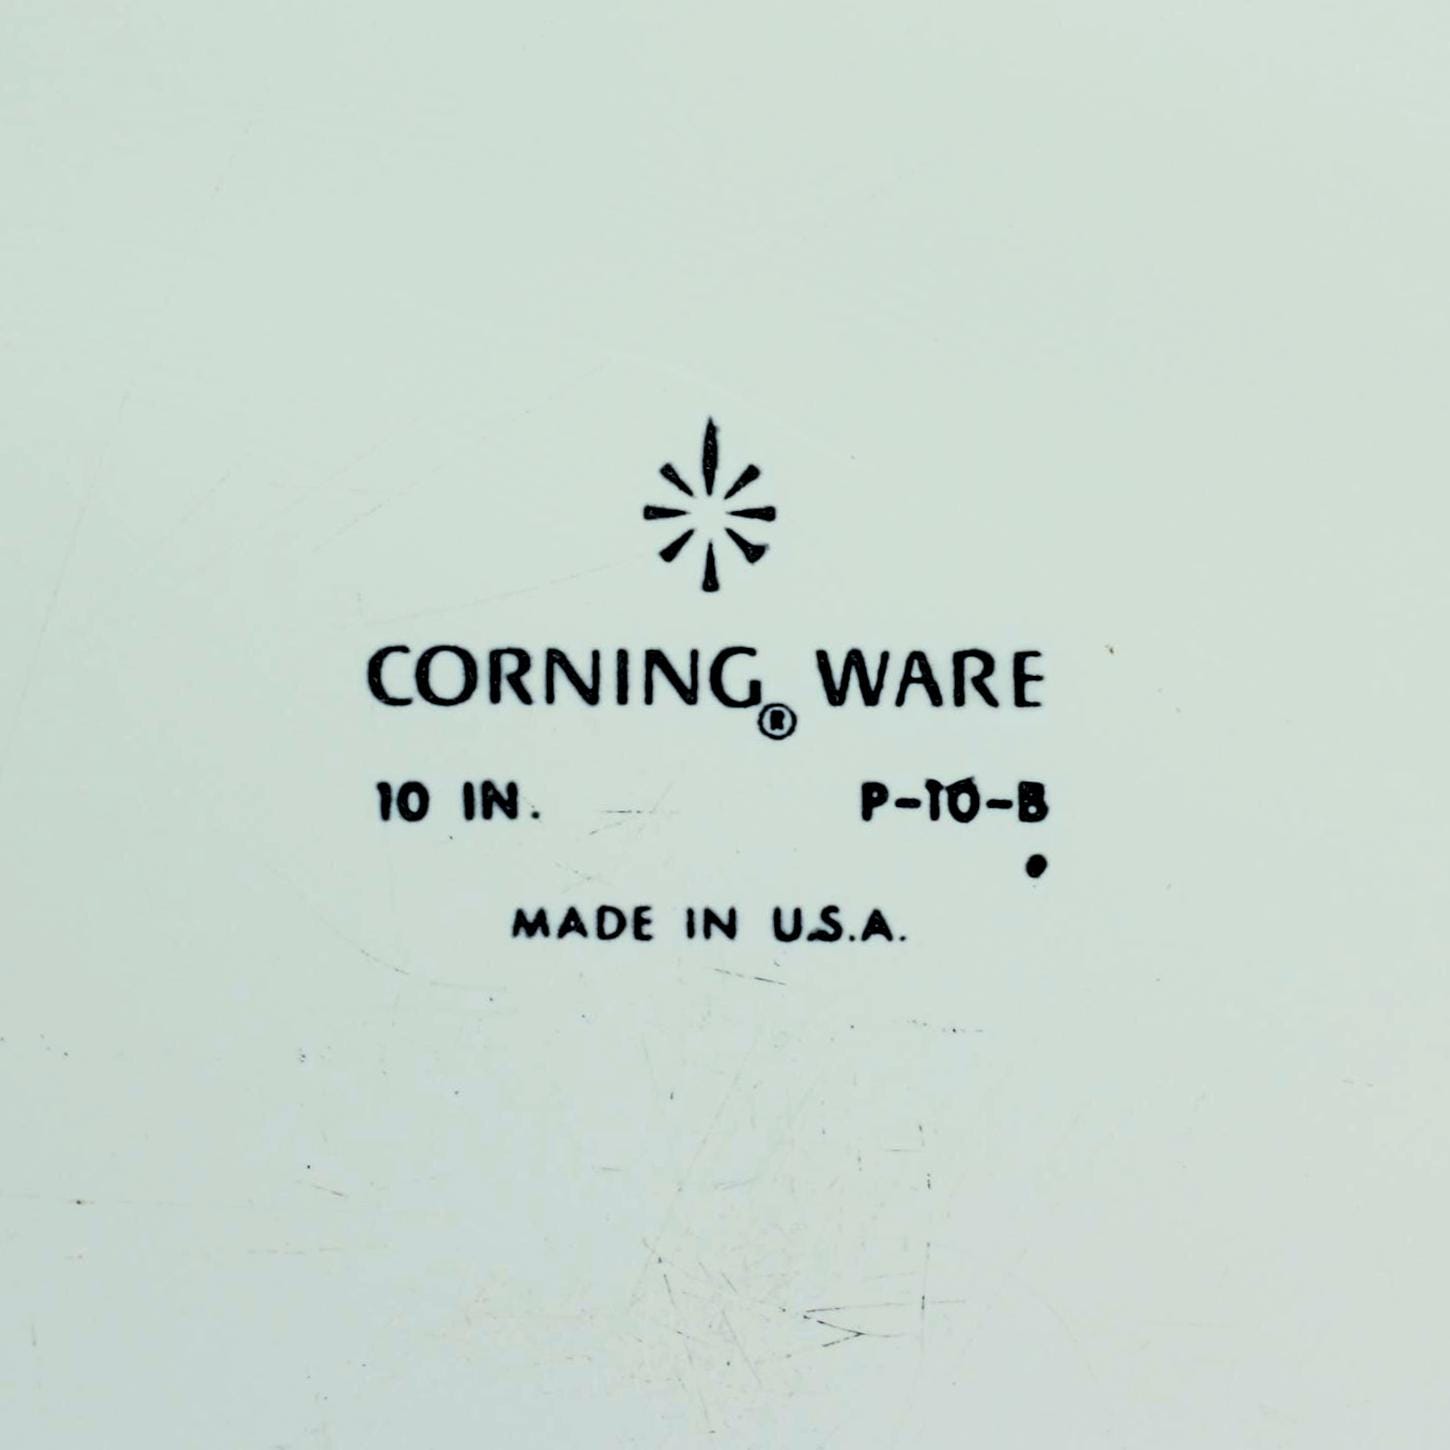 CORNING® WARE
10 IN. P-10-B
MADE IN U.S.A.